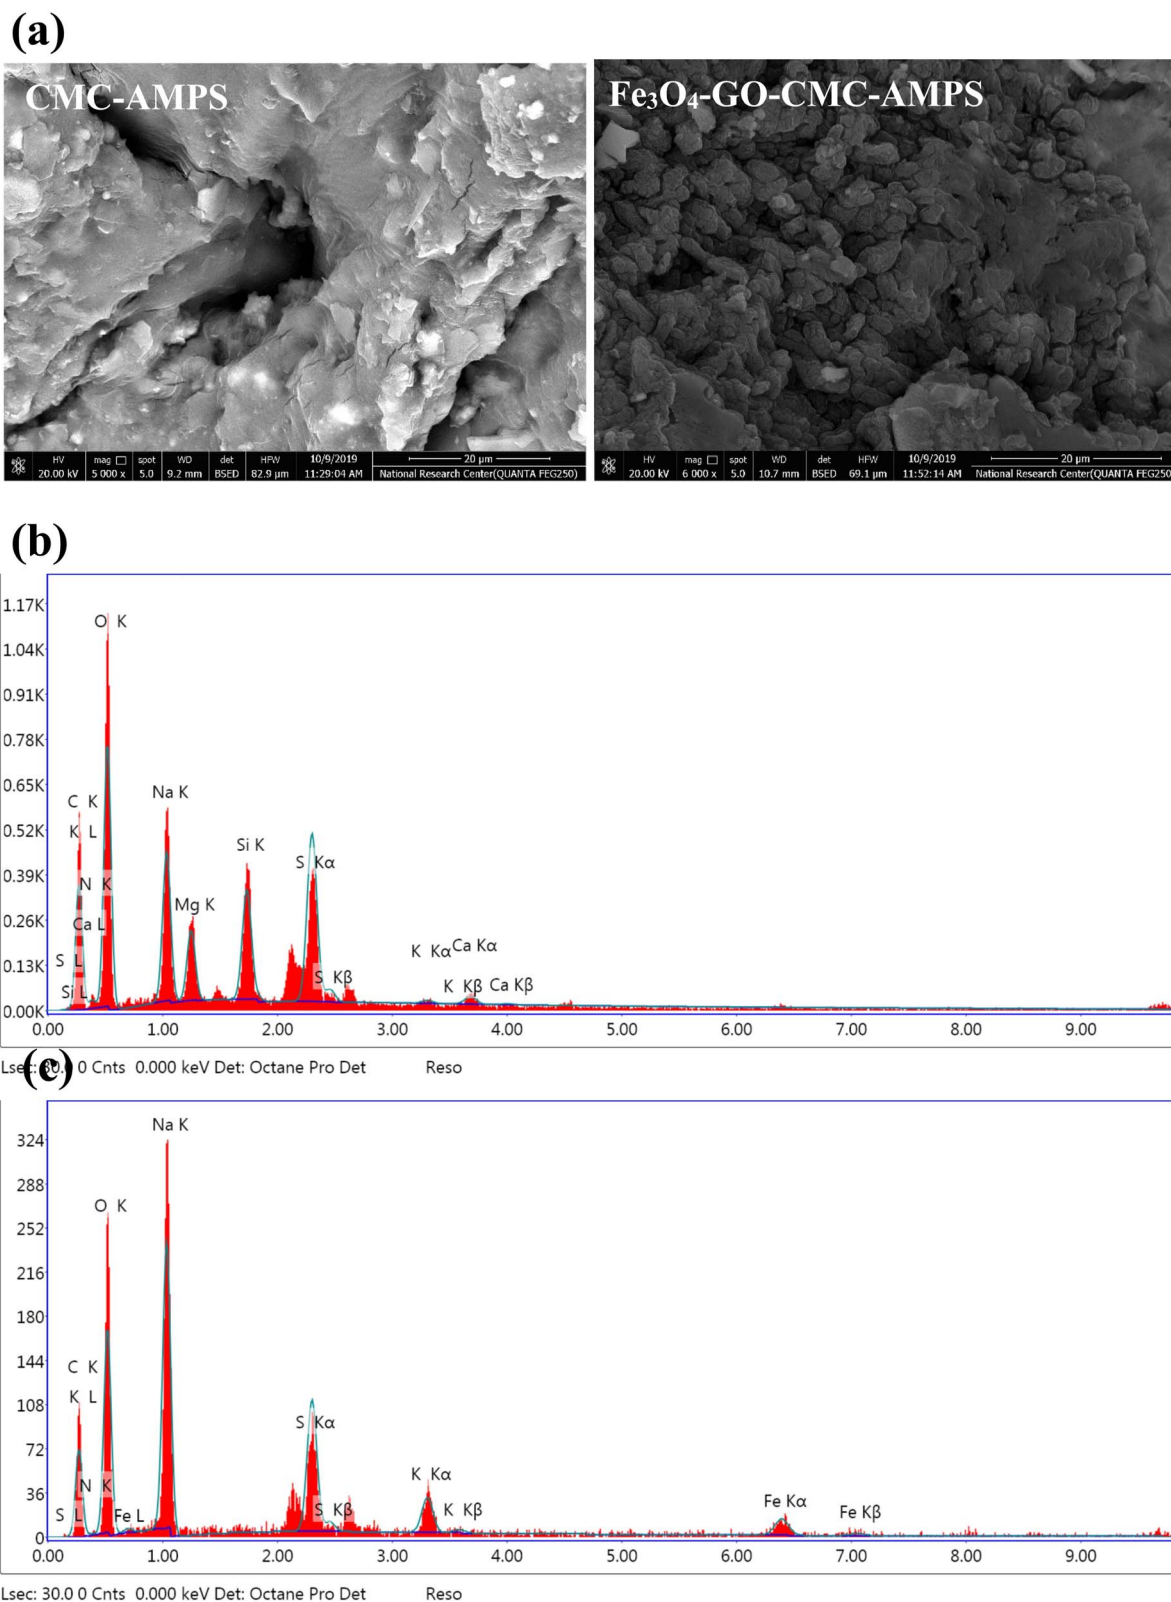 (a)
CMC-AMPS
Fe₃O₄-GO-CMC-AMPS
HV mag □ spot WD det HFW 10/9/2019 20 µm
20.00 kV 5 000 x 5.0 9.2 mm BSED 82.9 µm 11:29:04 AM National Research Center(QUANTA FEG250)
HV mag □ spot WD det HFW 10/9/2019 20 µm
20.00 kV 6 000 x 5.0 10.7 mm BSED 69.1 µm 11:52:14 AM National Research Center(QUANTA FEG250
(b)
1.17K
O K
1.04K
0.91K
0.78K
0.65K
C K
Na K
0.52K
K L
Si K
S Kα
0.39K
N K
Mg K
0.26K
Ca L
K Kα
Ca Kα
0.13K
S L
S Kβ
K Kβ
Ca Kβ
Si L
0.00K
0.00 1.00 2.00 3.00 4.00 5.00 6.00 7.00 8.00 9.00
Lsec: 30.0 0 Cnts 0.000 keV Det: Octane Pro Det Reso
(c)
Na K
324
288
O K
252
216
180
144
C K
K L
108
S Kα
72
K Kα
N K
36
S L
Fe L
S Kβ
K Kβ
Fe Kα
Fe Kβ
0
0.00 1.00 2.00 3.00 4.00 5.00 6.00 7.00 8.00 9.00
Lsec: 30.0 0 Cnts 0.000 keV Det: Octane Pro Det Reso